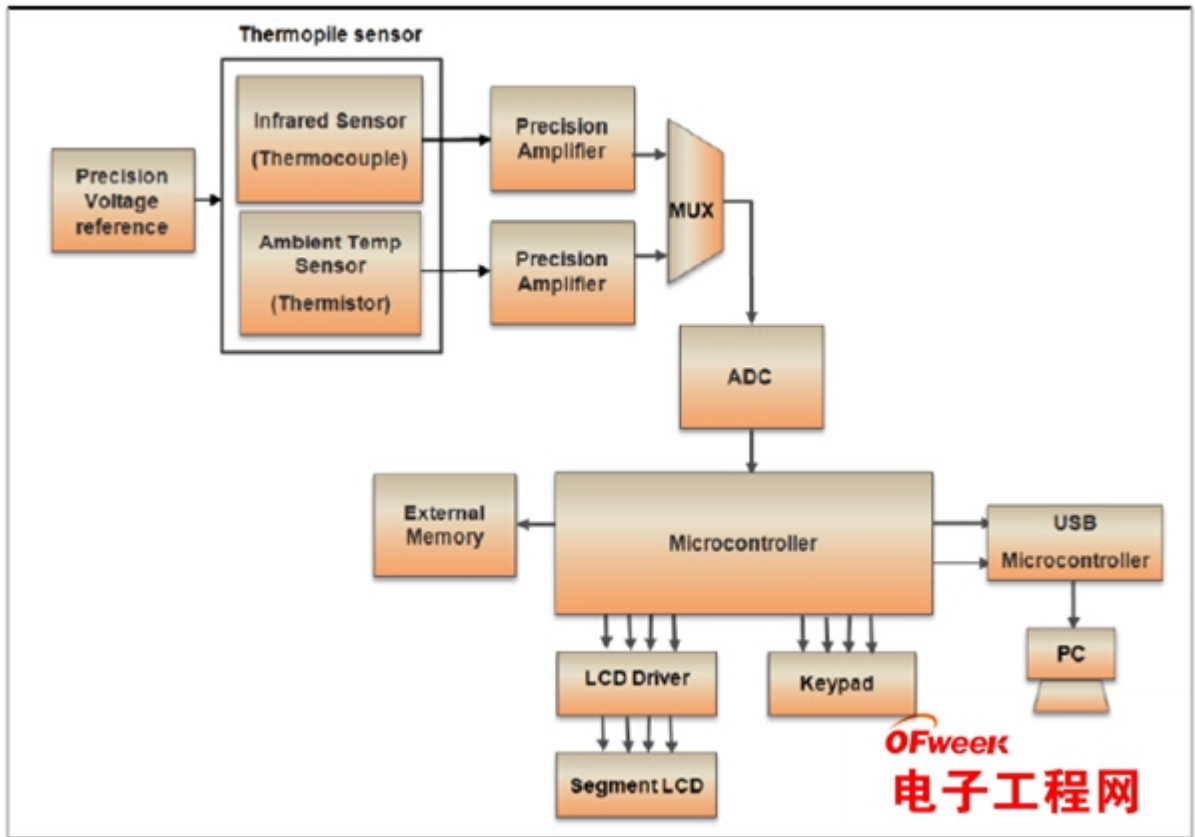 Thermopile sensor
Infrared Sensor
(Thermocouple)
Precision
Amplifier
Precision
Voltage
reference
MUX
Ambient Temp
Sensor
(Thermistor)
Precision
Amplifier
ADC
External
Memory
Microcontroller
USB
Microcontroller
LCD Driver
Keypad
PC
Segment LCD
OFweek
电子工程网